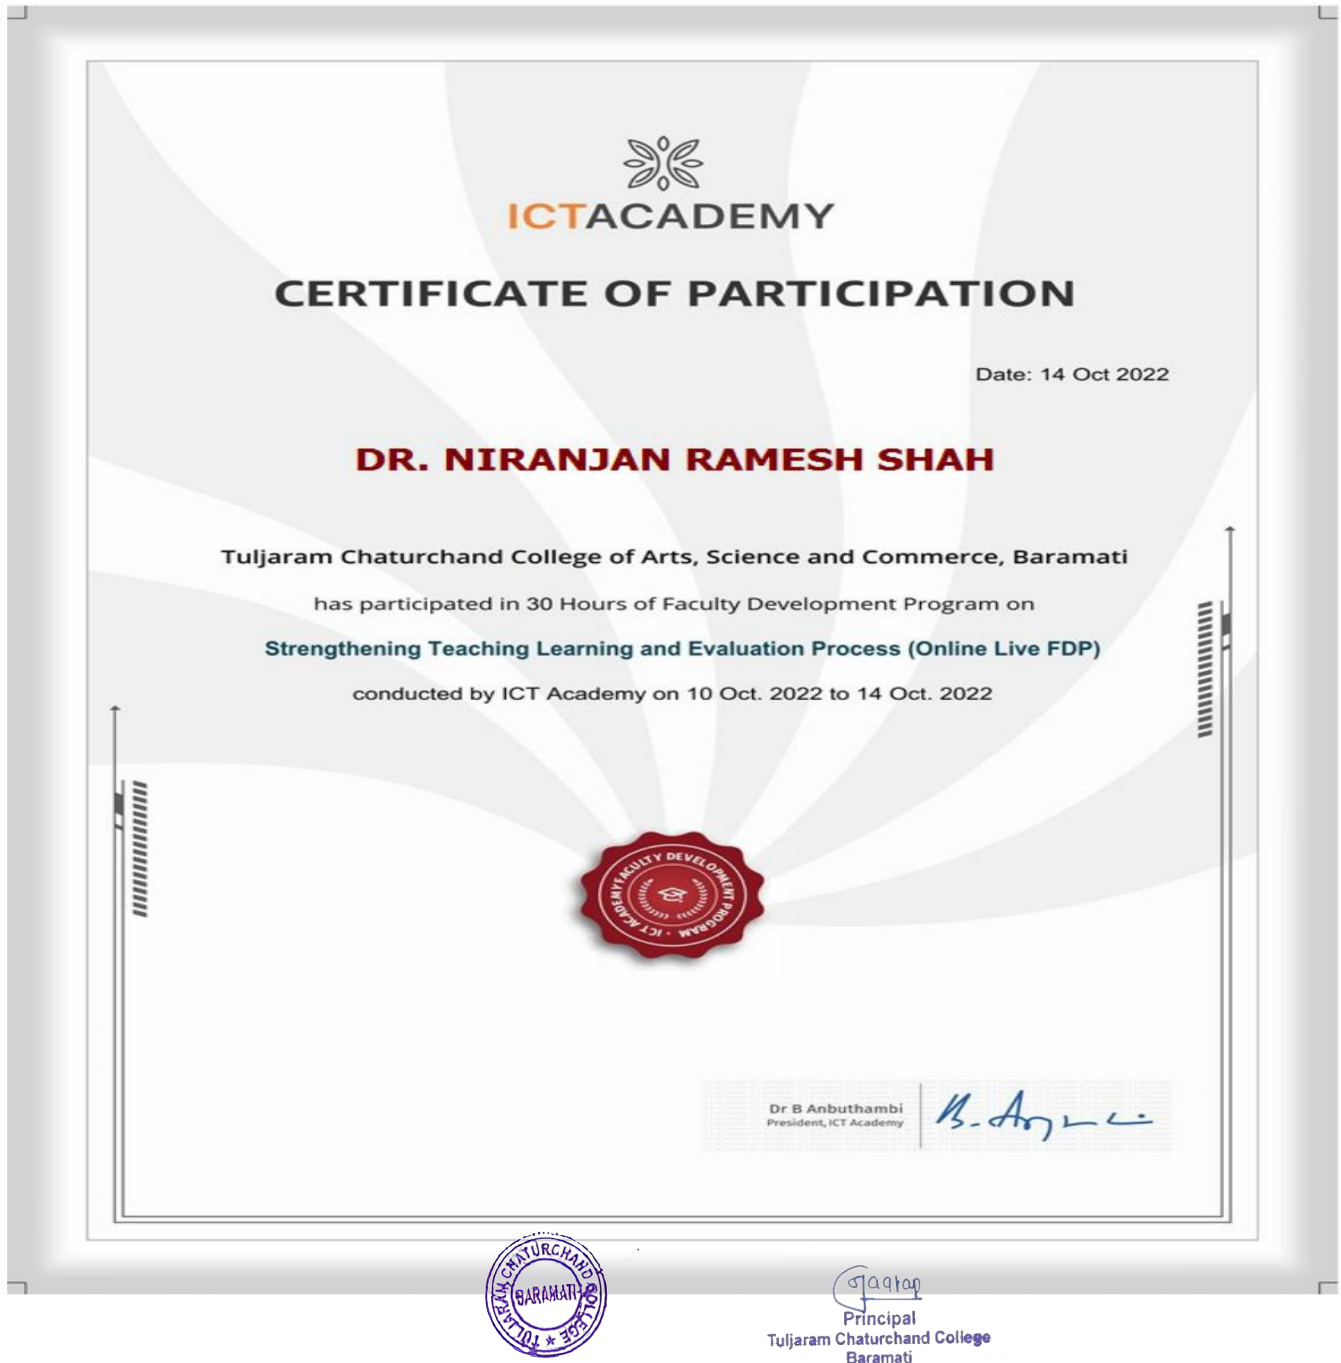 ICTACADEMY
CERTIFICATE OF PARTICIPATION
Date: 14 Oct 2022
DR. NIRANJAN RAMESH SHAH
Tuljaram Chaturchand College of Arts, Science and Commerce, Baramati
has participated in 30 Hours of Faculty Development Program on
Strengthening Teaching Learning and Evaluation Process (Online Live FDP)
conducted by ICT Academy on 10 Oct. 2022 to 14 Oct. 2022
ICT ACADEMY FACULTY DEVELOPMENT PROGRAM
Dr B Anbuthambi
President, ICT Academy
TULJARAM CHATURCHAND COLLEGE
BARAMATI
Principal
Tuljaram Chaturchand College
Baramati